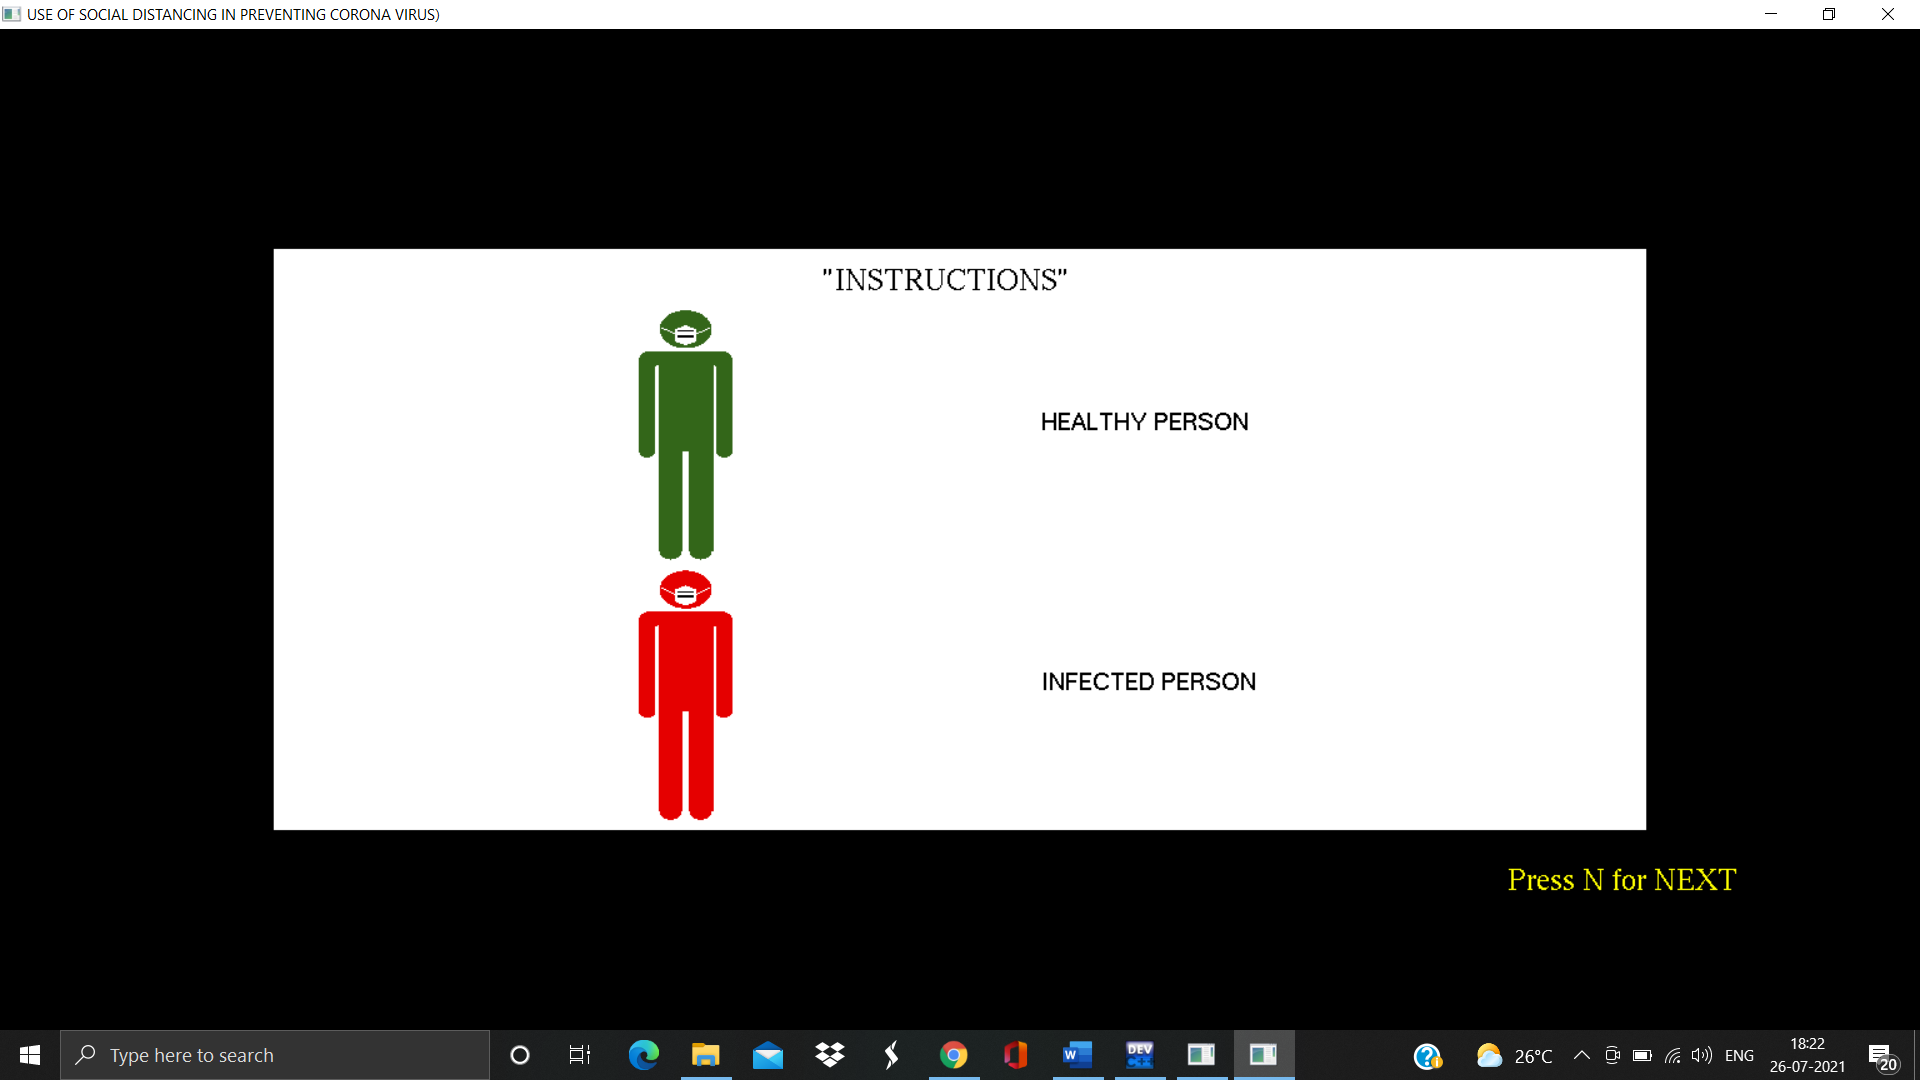 USE OF SOCIAL DISTANCING IN PREVENTING CORONA VIRUS)
"INSTRUCTIONS"
HEALTHY PERSON
INFECTED PERSON
Press N for NEXT
Type here to search
W
DEV
C++
26°C
ENG
18:22
26-07-2021
20